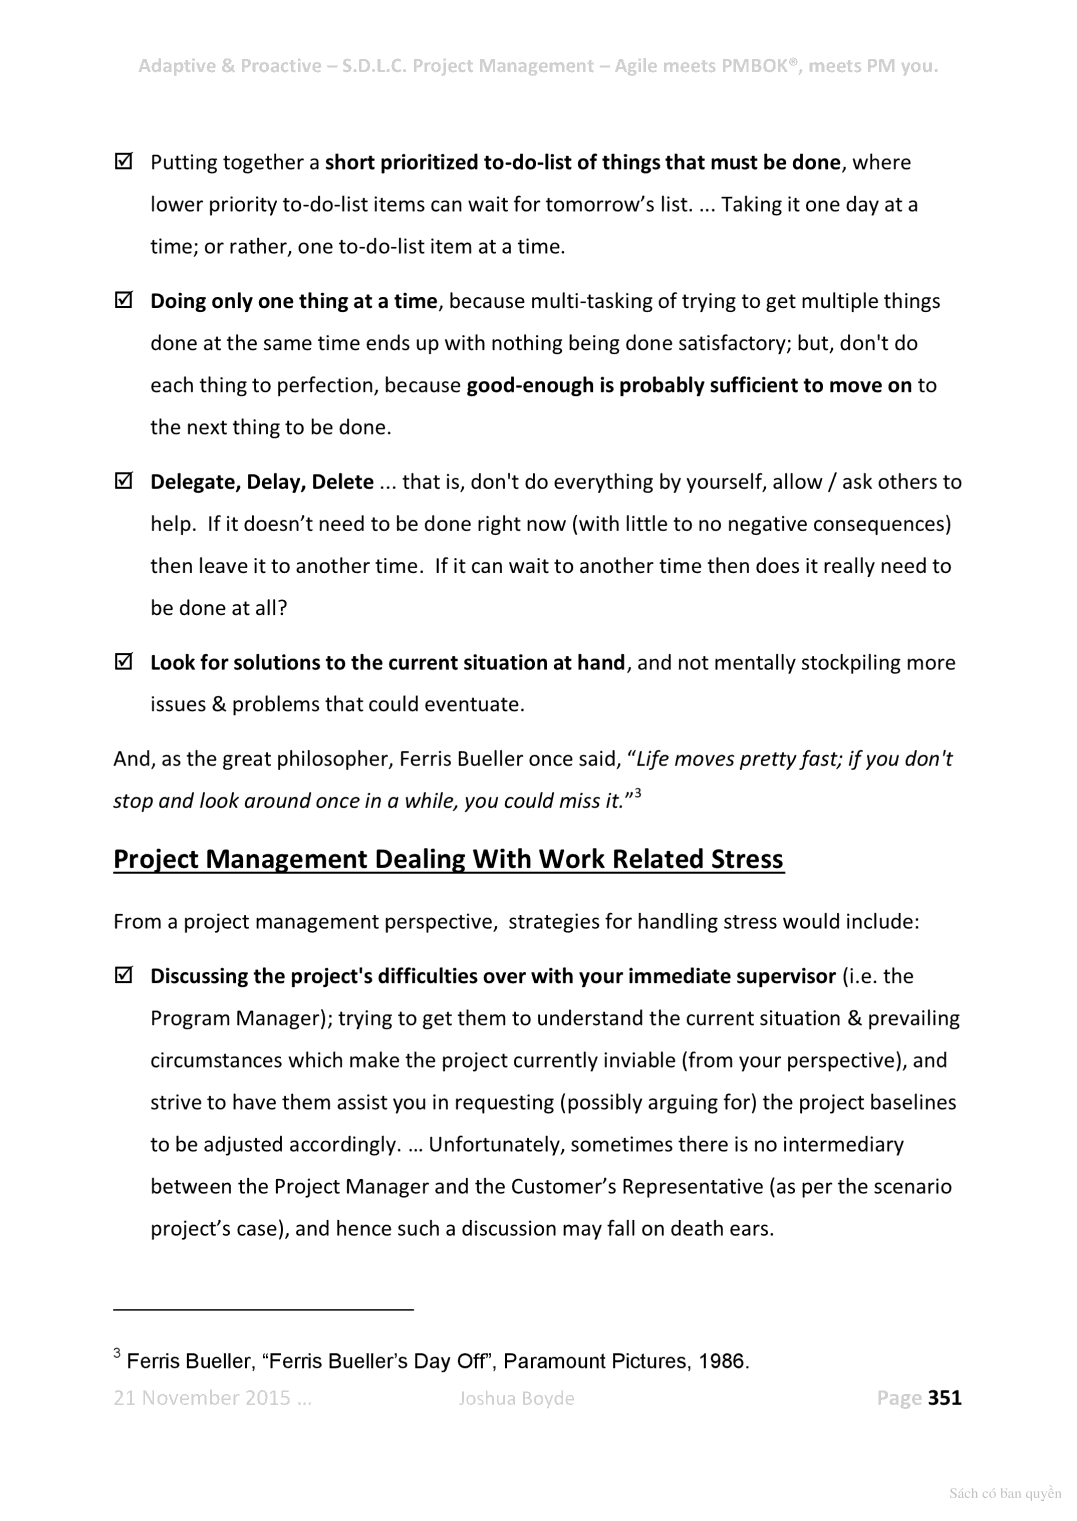 Adaptive & Proactive – S.D.L.C. Project Management – Agile meets PMBOK®, meets PM you.
☑ Putting together a short prioritized to-do-list of things that must be done, where
lower priority to-do-list items can wait for tomorrow’s list. ... Taking it one day at a
time; or rather, one to-do-list item at a time.
☑ Doing only one thing at a time, because multi-tasking of trying to get multiple things
done at the same time ends up with nothing being done satisfactory; but, don't do
each thing to perfection, because good-enough is probably sufficient to move on to
the next thing to be done.
☑ Delegate, Delay, Delete ... that is, don't do everything by yourself, allow / ask others to
help.  If it doesn’t need to be done right now (with little to no negative consequences)
then leave it to another time.  If it can wait to another time then does it really need to
be done at all?
☑ Look for solutions to the current situation at hand, and not mentally stockpiling more
issues & problems that could eventuate.
And, as the great philosopher, Ferris Bueller once said, “Life moves pretty fast; if you don't
stop and look around once in a while, you could miss it.”3
Project Management Dealing With Work Related Stress
From a project management perspective,  strategies for handling stress would include:
☑ Discussing the project's difficulties over with your immediate supervisor (i.e. the
Program Manager); trying to get them to understand the current situation & prevailing
circumstances which make the project currently inviable (from your perspective), and
strive to have them assist you in requesting (possibly arguing for) the project baselines
to be adjusted accordingly. ... Unfortunately, sometimes there is no intermediary
between the Project Manager and the Customer’s Representative (as per the scenario
project’s case), and hence such a discussion may fall on death ears.
3 Ferris Bueller, “Ferris Bueller’s Day Off”, Paramount Pictures, 1986.
21 November 2015 ... Joshua Boyde Page 351
Sách có bản quyền